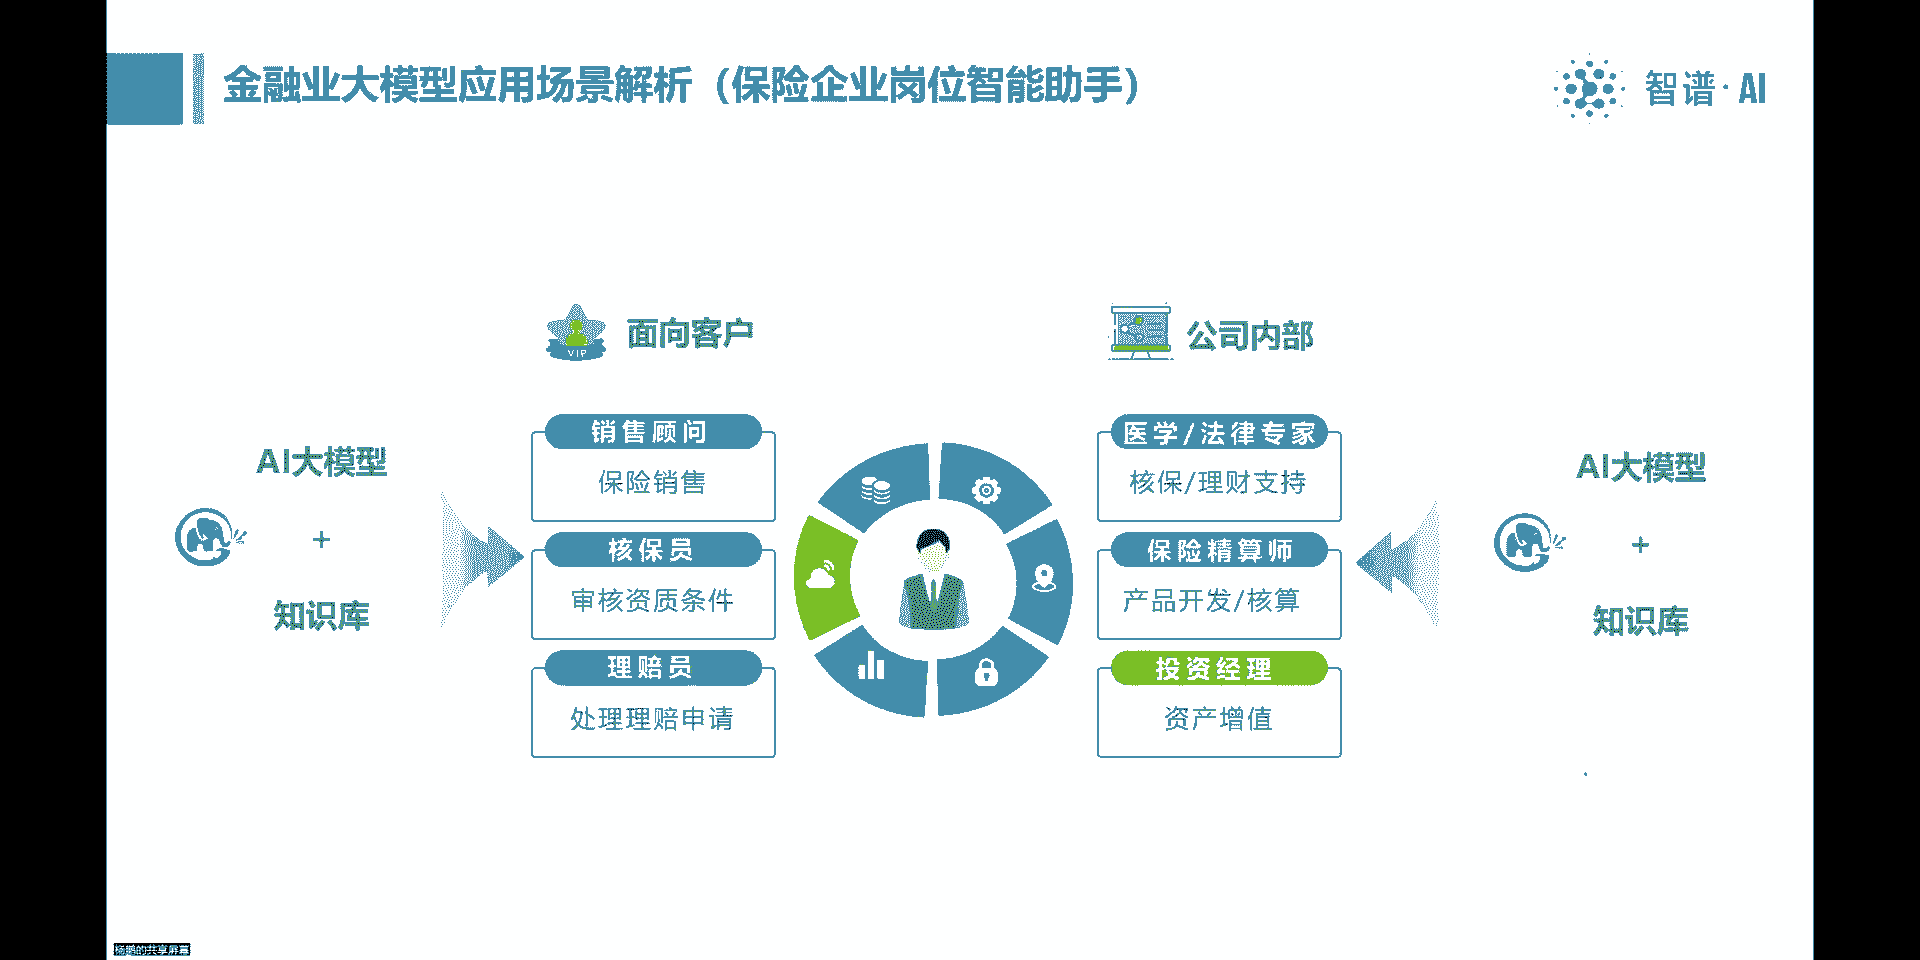 金融业大模型应用场景解析（保险企业岗位智能助手）
智谱·AI
面向客户
公司内部
AI大模型
+
知识库
销售顾问
保险销售
核保员
审核资质条件
理赔员
处理理赔申请
VIP
医学/法律专家
核保/理财支持
保险精算师
产品开发/核算
投资经理
资产增值
AI大模型
+
知识库
的共享屏幕